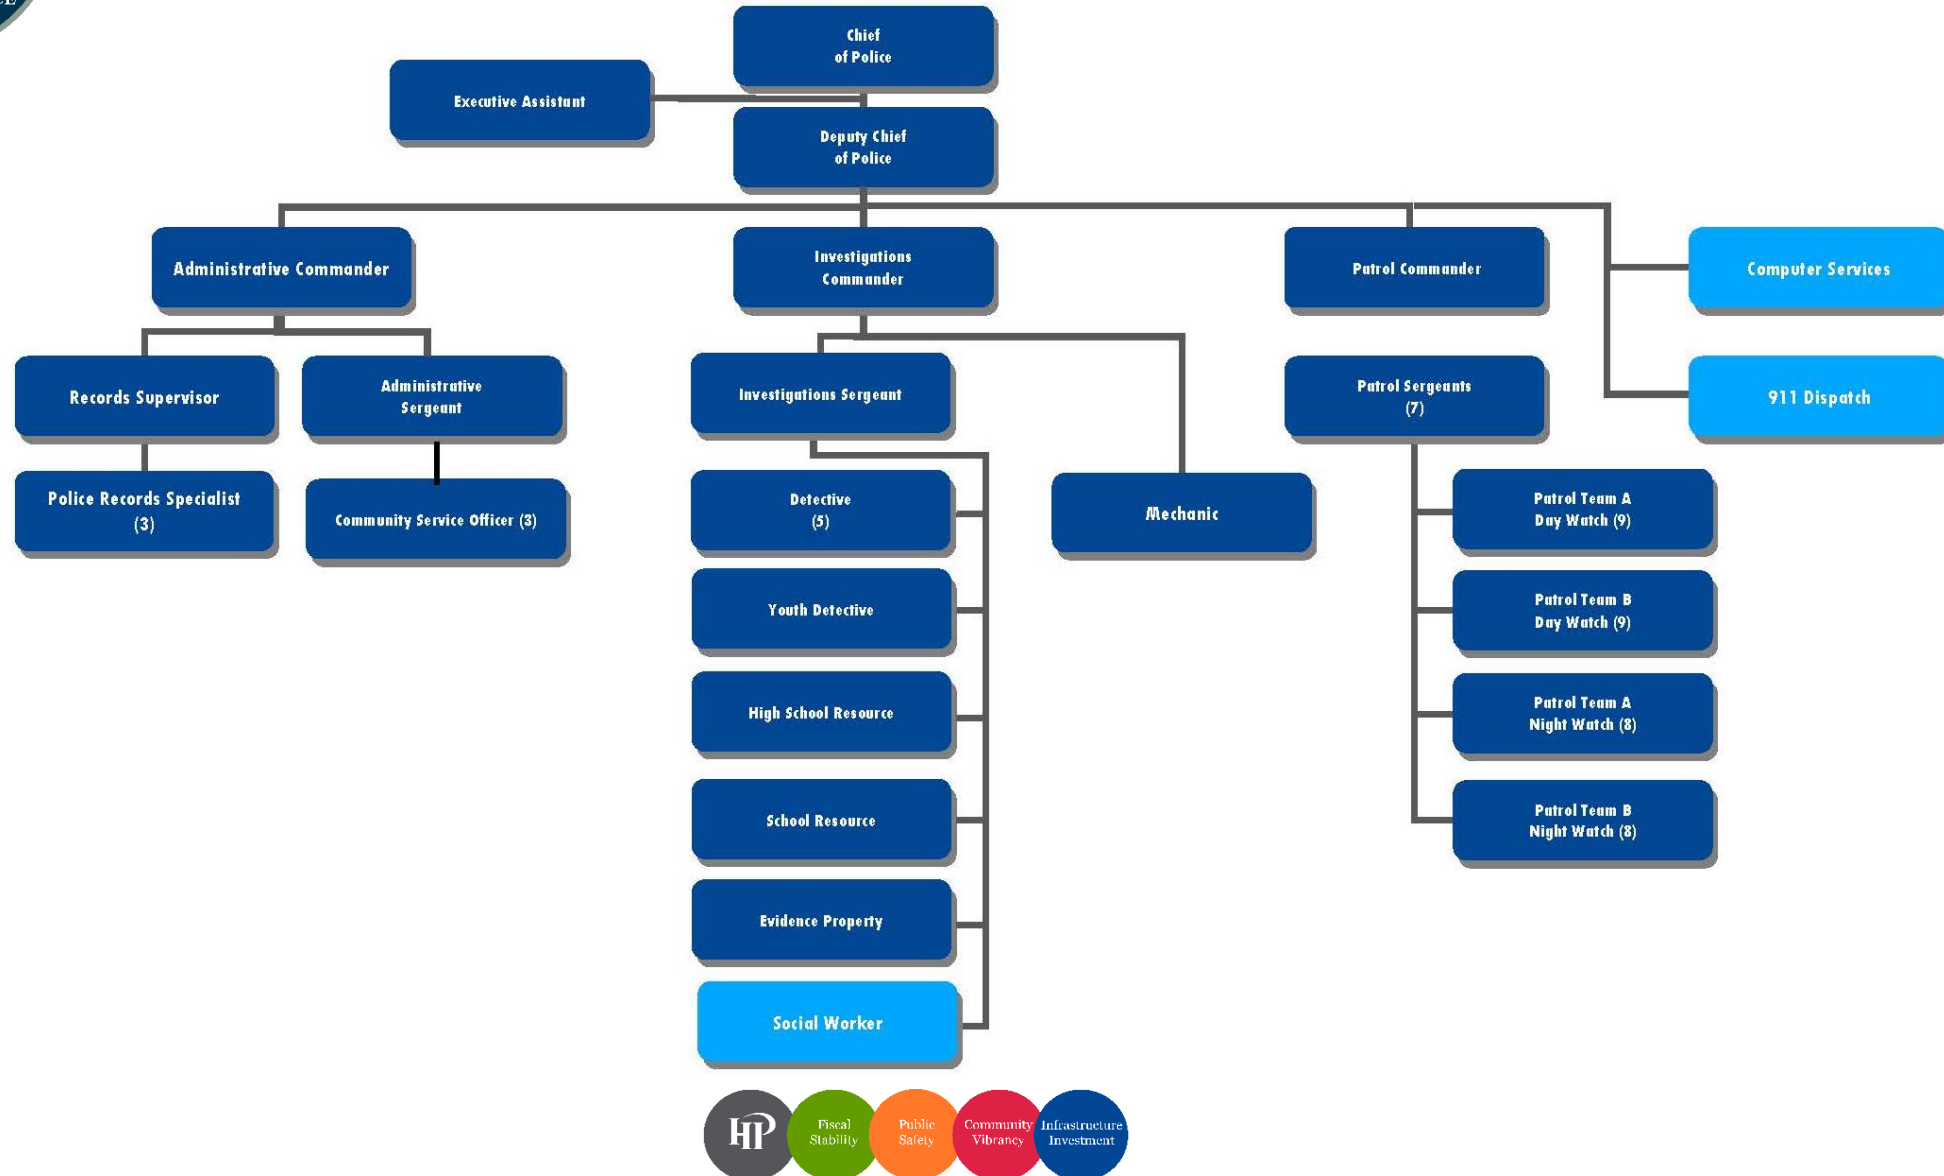 Chief
of Police
Executive Assistant
Deputy Chief
of Police
Administrative Commander
Investigations
Commander
Patrol Commander
Computer Services
Records Supervisor
Administrative
Sergeant
Investigations Sergeant
Patrol Sergeants
(7)
911 Dispatch
Police Records Specialist
(3)
Community Service Officer (3)
Detective
(5)
Mechanic
Patrol Team A
Day Watch (9)
Youth Detective
Patrol Team B
Day Watch (9)
High School Resource
Patrol Team A
Night Watch (8)
School Resource
Patrol Team B
Night Watch (8)
Evidence Property
Social Worker
HP
Fiscal
Stability
Public
Safety
Community
Vibrancy
Infrastructure
Investment